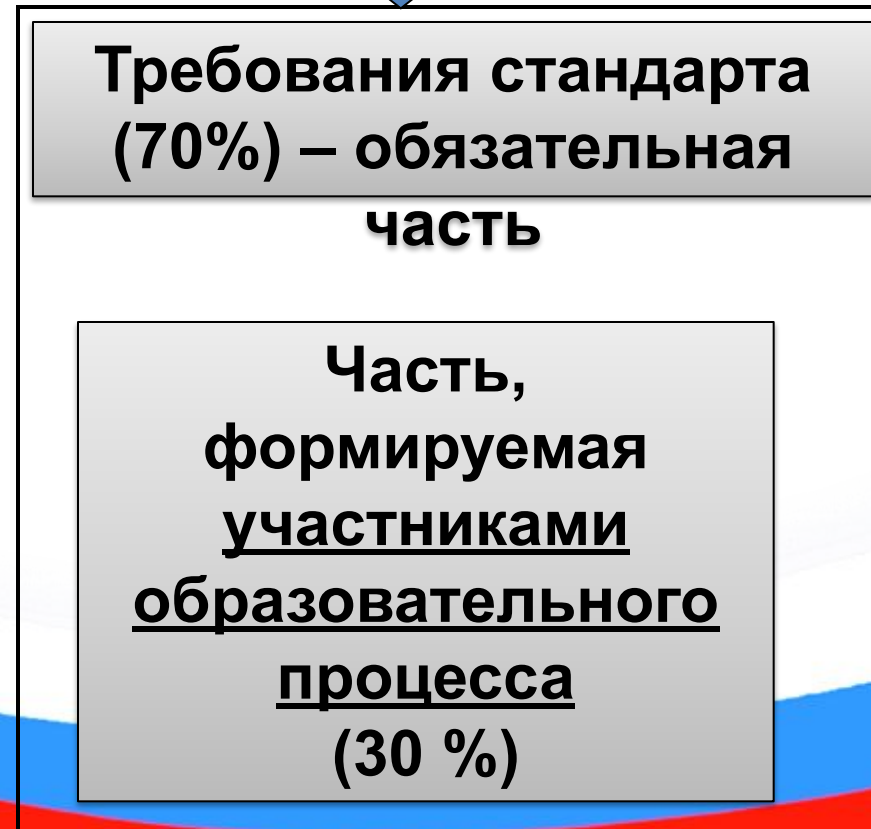 Требования стандарта
(70%) – обязательная
часть
Часть,
формируемая
участниками
образовательного
процесса
(30 %)